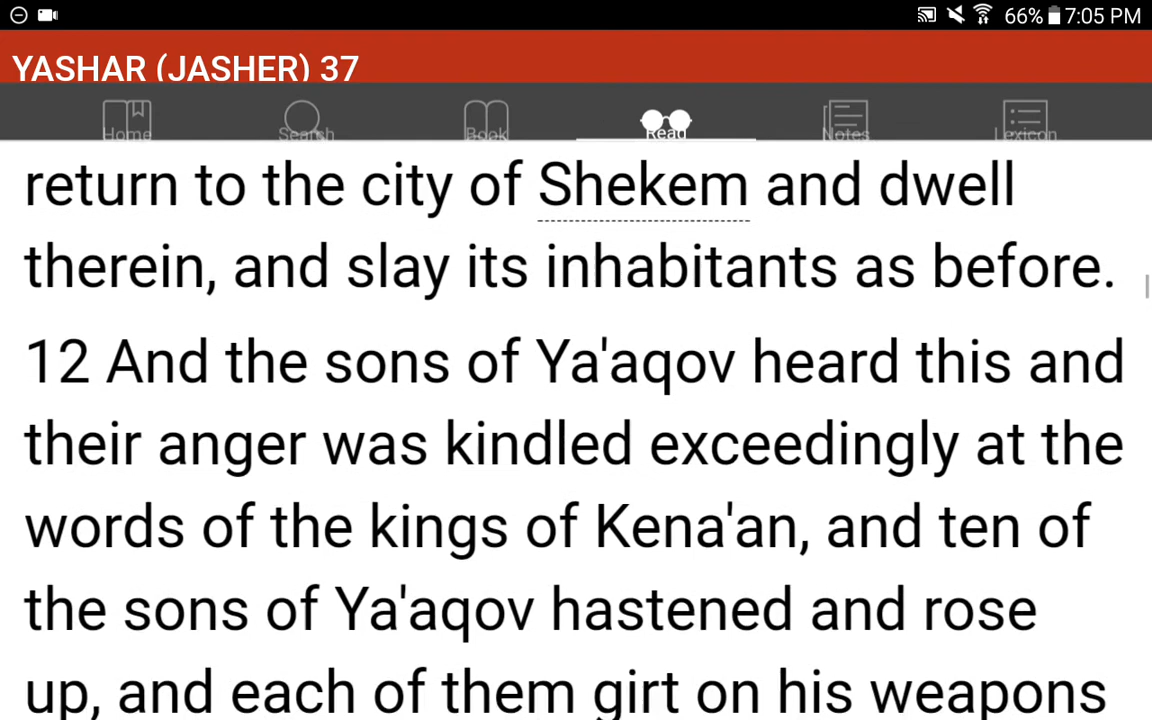 66% 7:05 PM
YASHAR (JASHER) 37
Home Search Book Read Notes Lexicon
return to the city of Shekem and dwell
therein, and slay its inhabitants as before.
12 And the sons of Ya'aqov heard this and
their anger was kindled exceedingly at the
words of the kings of Kena'an, and ten of
the sons of Ya'aqov hastened and rose
up, and each of them girt on his weapons